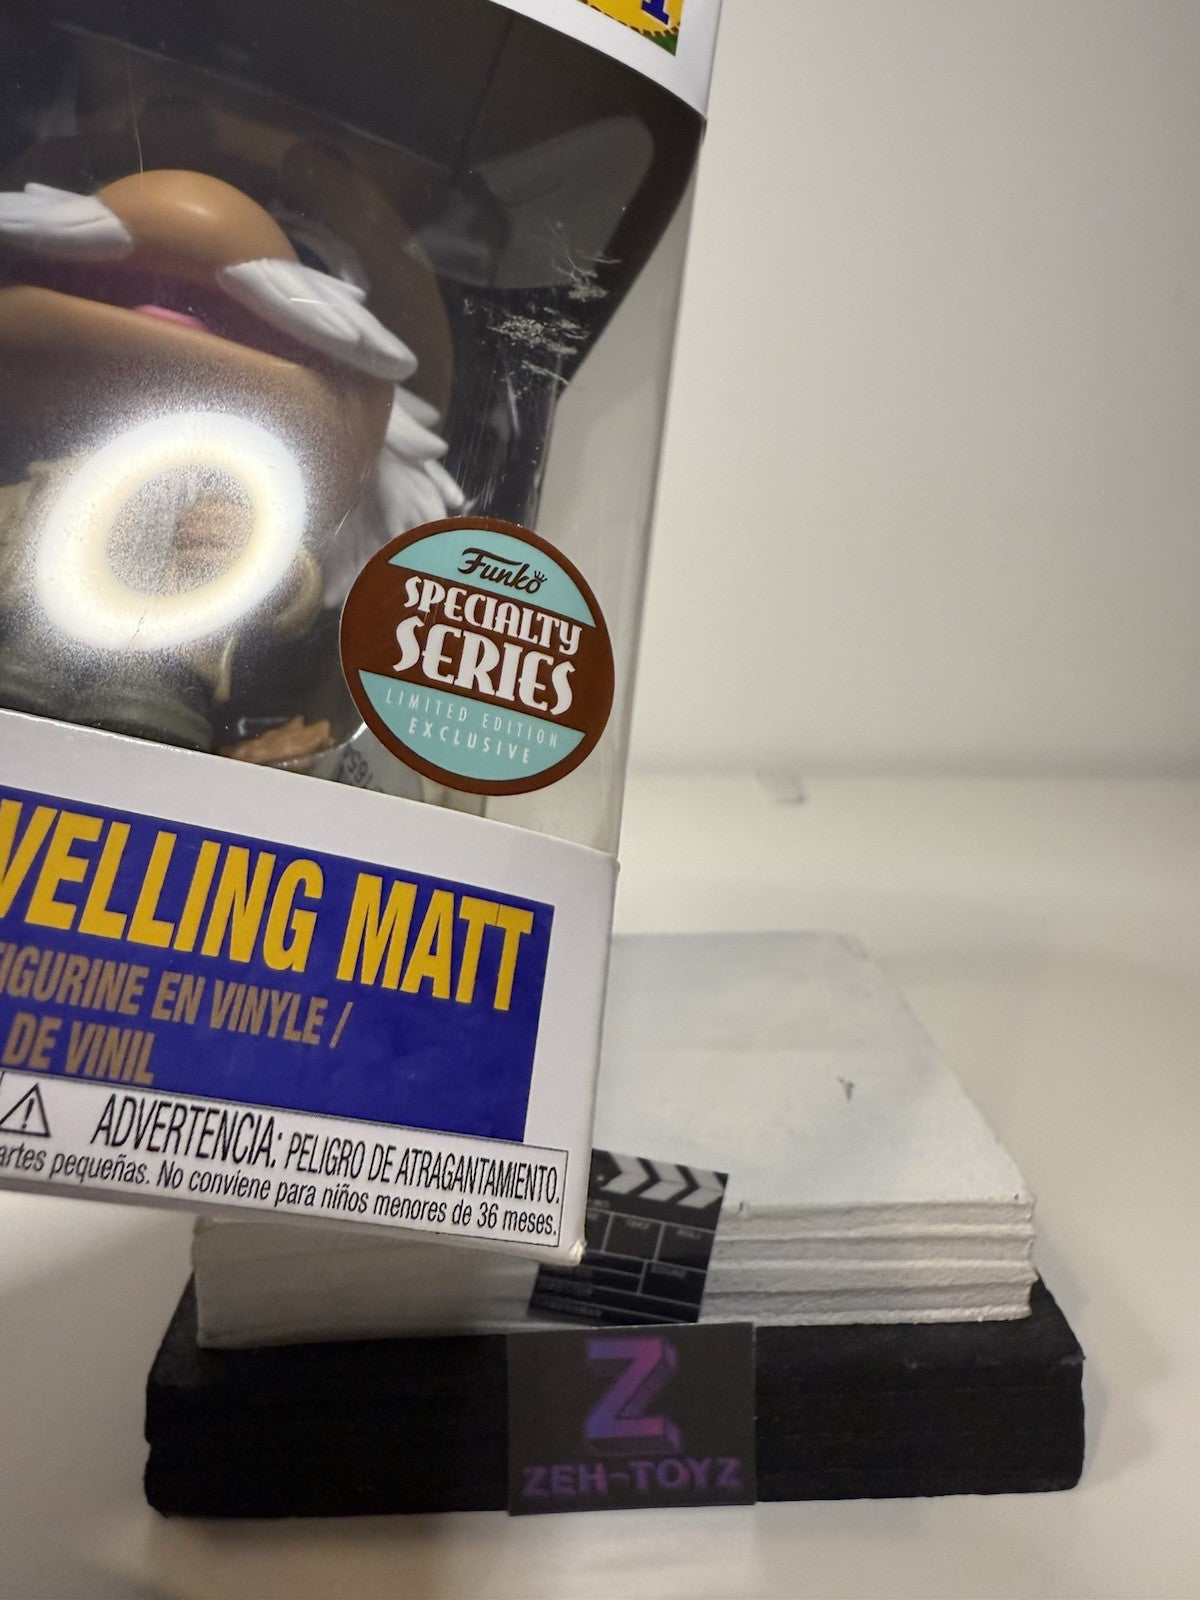 Funko
SPECIALTY
SERIES
LIMITED EDITION
EXCLUSIVE
VELLING MATT
FIGURINE EN VINYLE /
DE VINIL
ADVERTENCIA: PELIGRO DE ATRAGANTAMIENTO.
artes pequeñas. No conviene para niños menores de 36 meses.
Z
ZEH-TOYZ